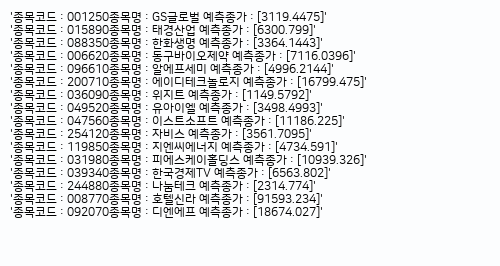 '종목코드 : 001250종목명 : GS글로벌 예측종가 : [3119.4475]'
'종목코드 : 015890종목명 : 태경산업 예측종가 : [6300.799]'
'종목코드 : 088350종목명 : 한화생명 예측종가 : [3364.1443]'
'종목코드 : 006620종목명 : 동구바이오제약 예측종가 : [7116.0396]'
'종목코드 : 096610종목명 : 알에프세미 예측종가 : [4996.2144]'
'종목코드 : 200710종목명 : 에이디테크놀로지 예측종가 : [16799.475]'
'종목코드 : 036090종목명 : 위지트 예측종가 : [1149.5792]'
'종목코드 : 049520종목명 : 유아이엘 예측종가 : [3498.4993]'
'종목코드 : 047560종목명 : 이스트소프트 예측종가 : [11186.225]'
'종목코드 : 254120종목명 : 자비스 예측종가 : [3561.7095]'
'종목코드 : 119850종목명 : 지엔씨에너지 예측종가 : [4734.591]'
'종목코드 : 031980종목명 : 피에스케이홀딩스 예측종가 : [10939.326]'
'종목코드 : 039340종목명 : 한국경제TV 예측종가 : [6563.802]'
'종목코드 : 244880종목명 : 나눔테크 예측종가 : [2314.774]'
'종목코드 : 008770종목명 : 호텔신라 예측종가 : [91593.234]'
'종목코드 : 092070종목명 : 디엔에프 예측종가 : [18674.027]'